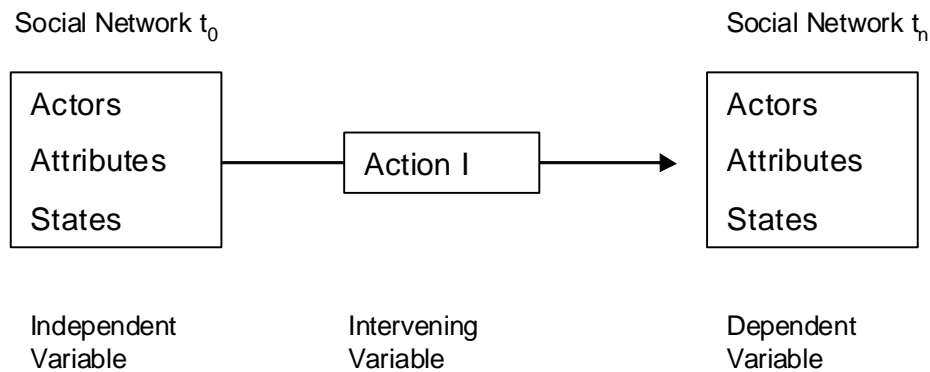 Social Network t₀
Social Network tₙ
Actors
Attributes
States
Action I
Actors
Attributes
States
Independent
Variable
Intervening
Variable
Dependent
Variable